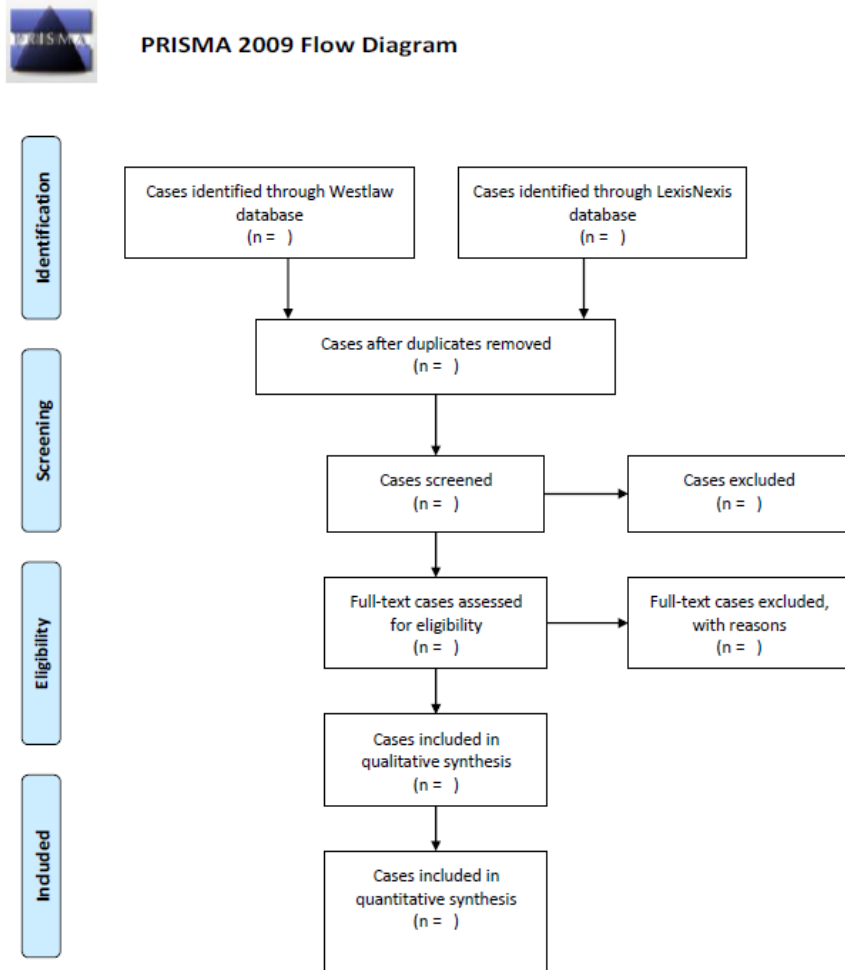 PRISMA
PRISMA 2009 Flow Diagram
Identification
Cases identified through Westlaw
database
(n =   )
Cases identified through LexisNexis
database
(n =   )
Cases after duplicates removed
(n =   )
Screening
Cases screened
(n =   )
Cases excluded
(n =   )
Eligibility
Full-text cases assessed
for eligibility
(n =   )
Full-text cases excluded,
with reasons
(n =   )
Cases included in
qualitative synthesis
(n =   )
Included
Cases included in
quantitative synthesis
(n =   )